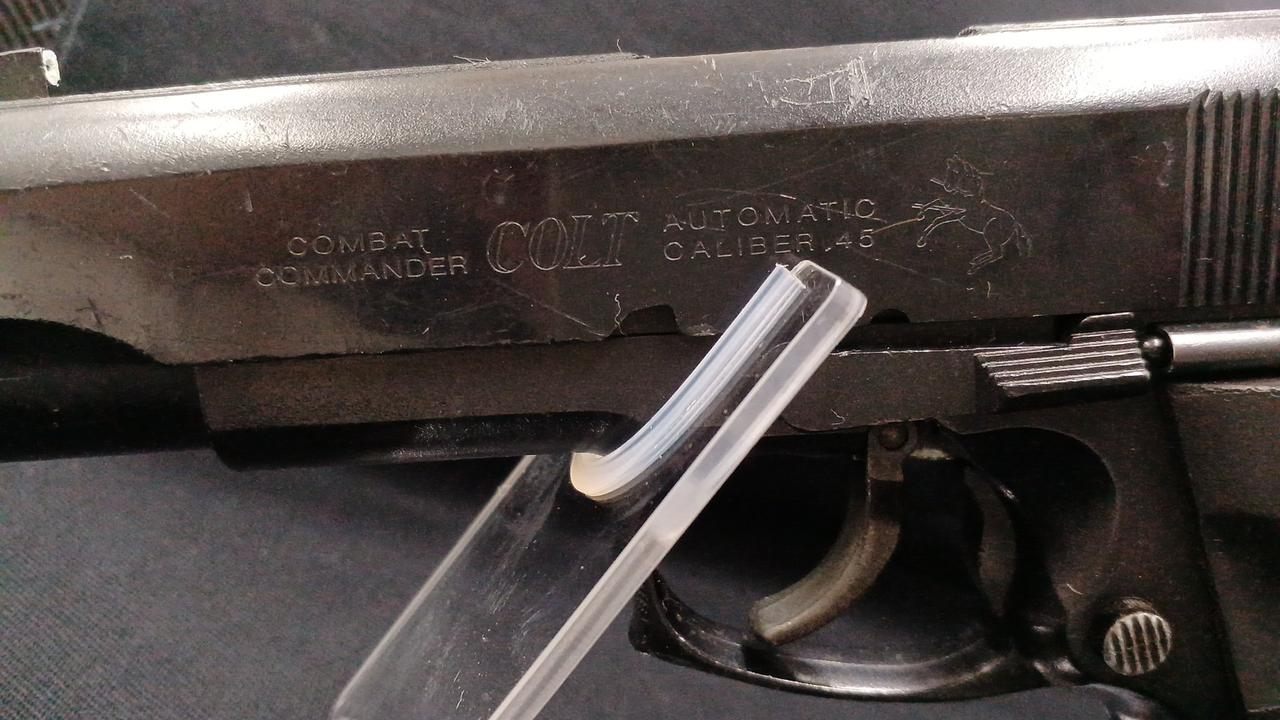 COMBAT
COMMANDER
COLT
AUTOMATIC
CALIBER .45